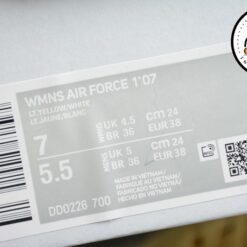 WMNS AIR FORCE 1 '07
LT.YELLOW/WHITE
LT.JAUNE/BLANC
7 WMNS UK 4.5 CM 24
BR 36 EUR 38
5.5 MENS UK 5 CM 24
BR 36 EUR 38
DD0226 700
MADE IN VIETNAM/
FABRIQUÉ AU VIETNAM/
FABRICADO NO VIETNAM/
HECHO EN VIETNAM